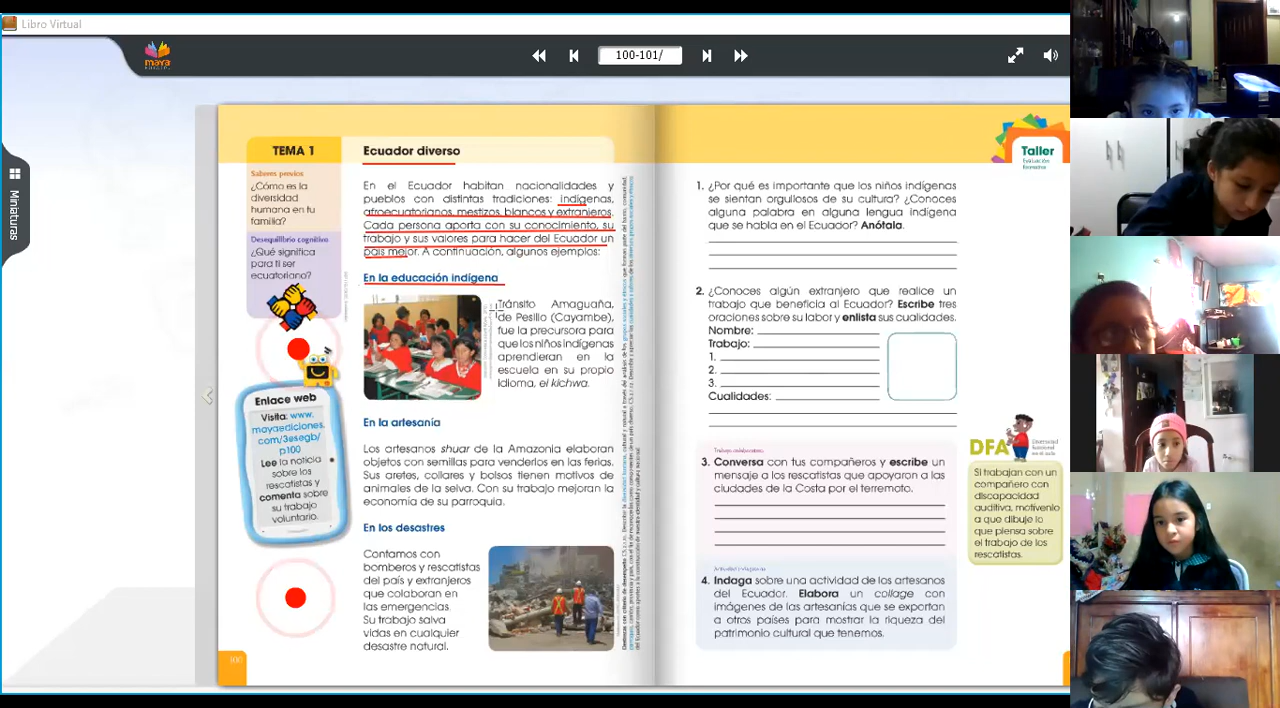 Libro Virtual
maya
100-101/
Minaturas
TEMA 1
Saberes previos
¿Cómo es la
diversidad
humana en tu
familia?
Desequilibrio cognitivo
¿Qué significa
para ti ser
ecuatoriano?
Enlace web
Visita: www.
mayaediciones.
com/3esegb/
p100
Lee la noticia
sobre los
rescatistas y
comenta sobre
su trabajo
voluntario.
Ecuador diverso
En el Ecuador habitan nacionalidades y
pueblos con distintas tradiciones: indígenas,
afroecuatorianos, mestizos, blancos y extranjeros.
Cada persona aporta con su conocimiento, su
trabajo y sus valores para hacer del Ecuador un
país mejor. A continuación, algunos ejemplos:
En la educación indígena
Tránsito Amaguaña,
de Pesillo (Cayambe),
fue la precursora para
que los niños indígenas
aprendieran en la
escuela en su propio
idioma, el kichwa.
En la artesanía
Los artesanos shuar de la Amazonia elaboran
objetos con semillas para venderlos en las ferias.
Sus aretes, collares y bolsos tienen motivos de
animales de la selva. Con su trabajo mejoran la
economía de su parroquia.
En los desastres
Contamos con
bomberos y rescatistas
del país y extranjeros
que colaboran en
las emergencias.
Su trabajo salva
vidas en cualquier
desastre natural.
100
Taller
Evaluación
formativa
1. ¿Por qué es importante que los niños indígenas
se sientan orgullosos de su cultura? ¿Conoces
alguna palabra en alguna lengua indígena
que se habla en el Ecuador? Anótala.
2. ¿Conoces algún extranjero que realice un
trabajo que beneficia al Ecuador? Escribe tres
oraciones sobre su labor y enlista sus cualidades.
Nombre:
Trabajo:
1.
2.
3.
Cualidades:
Trabajo colaborativo
3. Conversa con tus compañeros y escribe un
mensaje a los rescatistas que apoyaron a las
ciudades de la Costa por el terremoto.
4. Indaga sobre una actividad de los artesanos
del Ecuador. Elabora un collage con
imágenes de las artesanías que se exportan
a otros países para mostrar la riqueza del
patrimonio cultural que tenemos.
DFA
Si trabajan con un
compañero con
discapacidad
auditiva, motívenlo
a que dibuje lo
que piensa sobre
el trabajo de los
rescatistas.